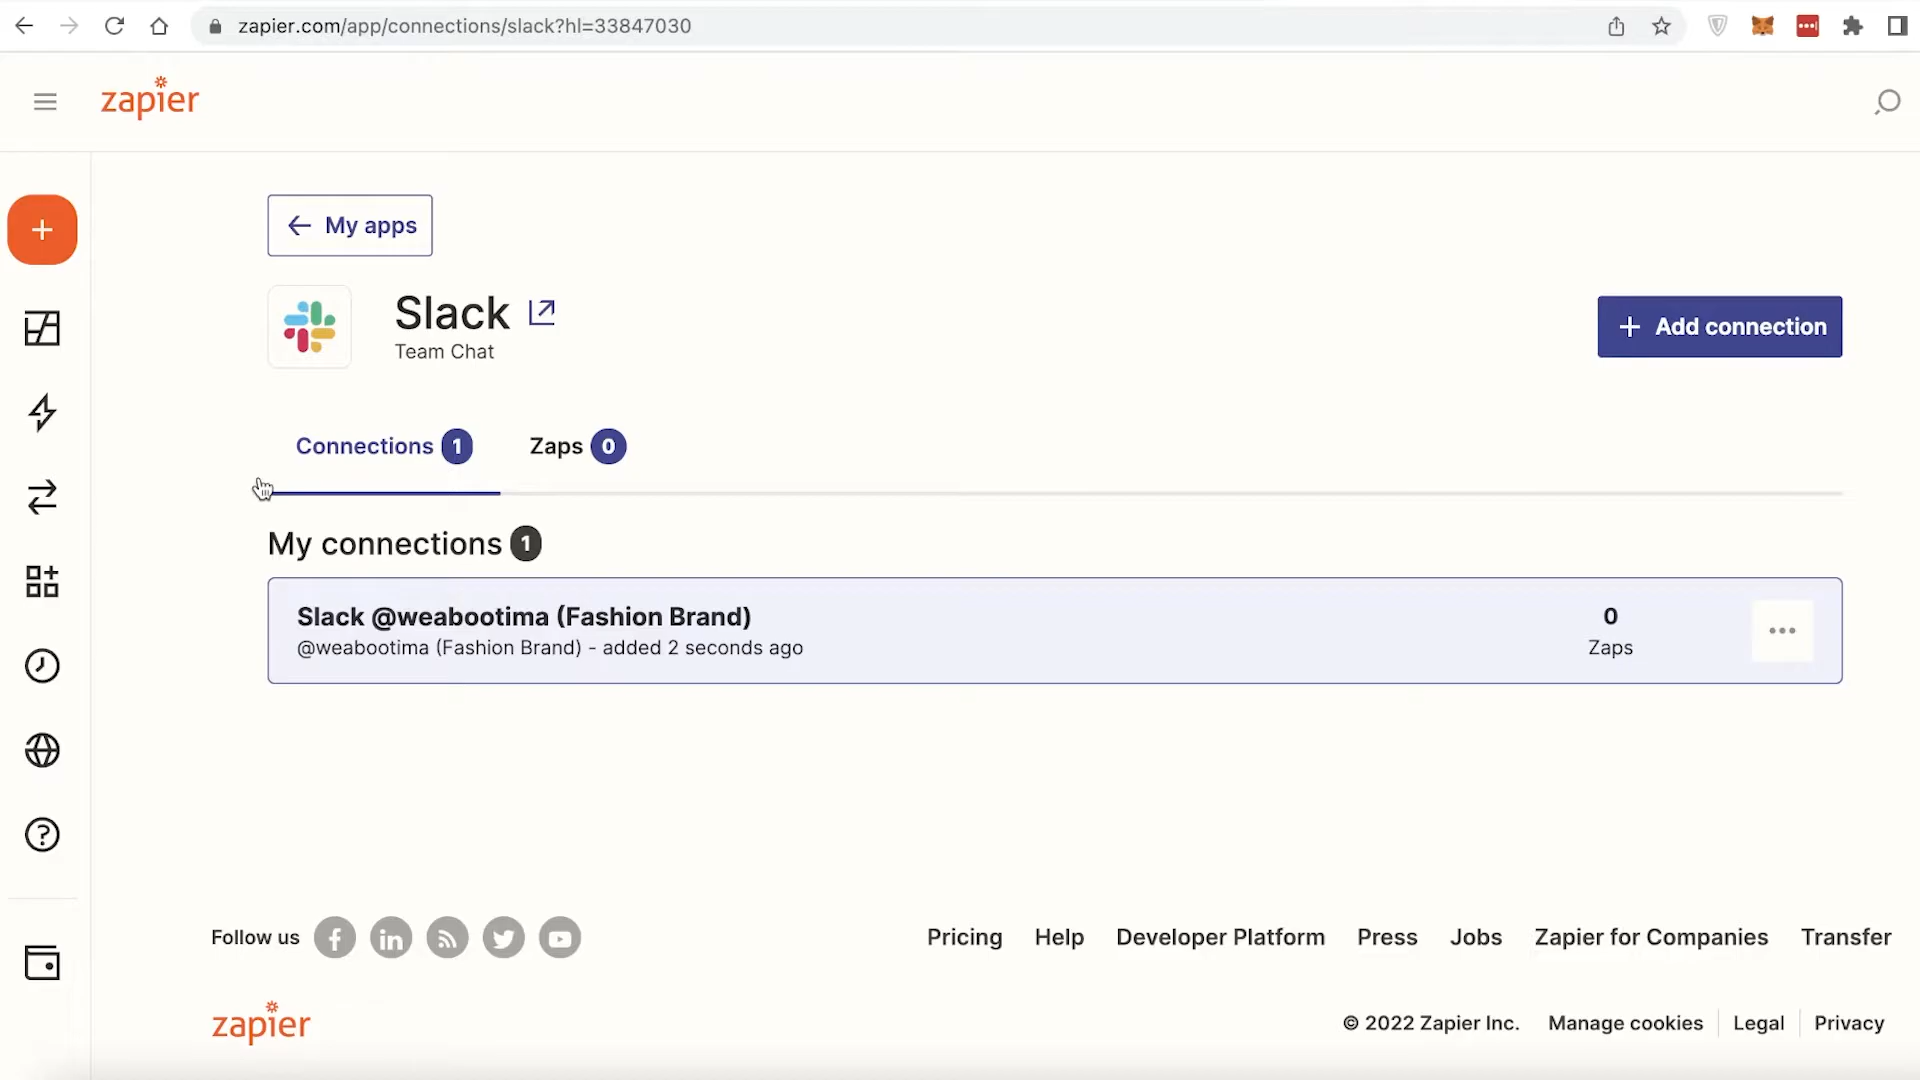 zapier.com/app/connections/slack?hl=33847030
zapier
+
← My apps
Slack
Team Chat
+ Add connection
Connections 1 Zaps 0
My connections 1
Slack @weabootima (Fashion Brand)
@weabootima (Fashion Brand) - added 2 seconds ago
0
Zaps
Follow us
Pricing Help Developer Platform Press Jobs Zapier for Companies Transfer
zapier
© 2022 Zapier Inc. Manage cookies Legal Privacy